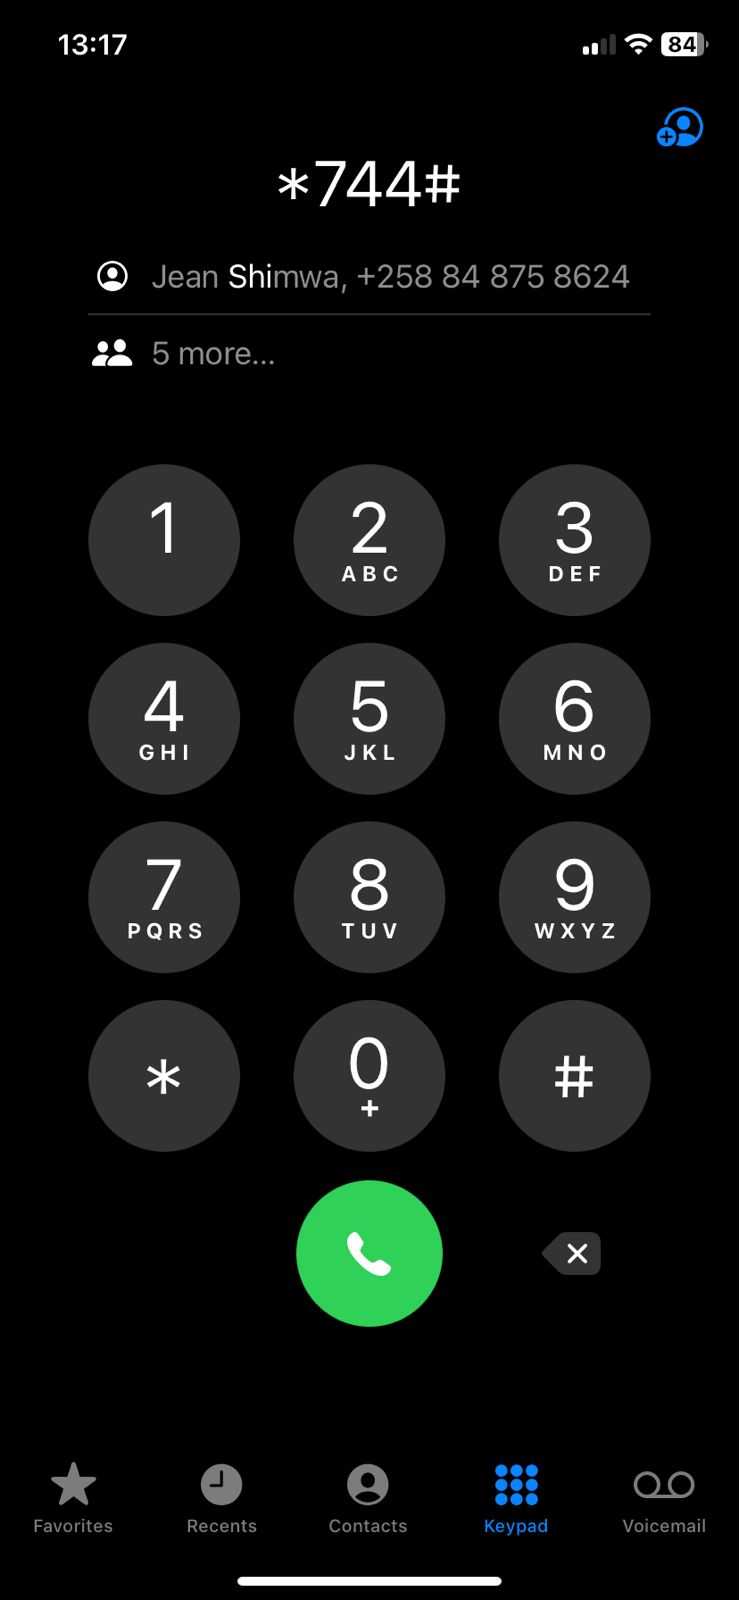 13:17
84
*744#
Jean Shimwa, +258 84 875 8624
5 more...
1 2 3
ABC DEF
4 5 6
GHI JKL MNO
7 8 9
PQRS TUV WXYZ
* 0 #
+
Favorites Recents Contacts Keypad Voicemail